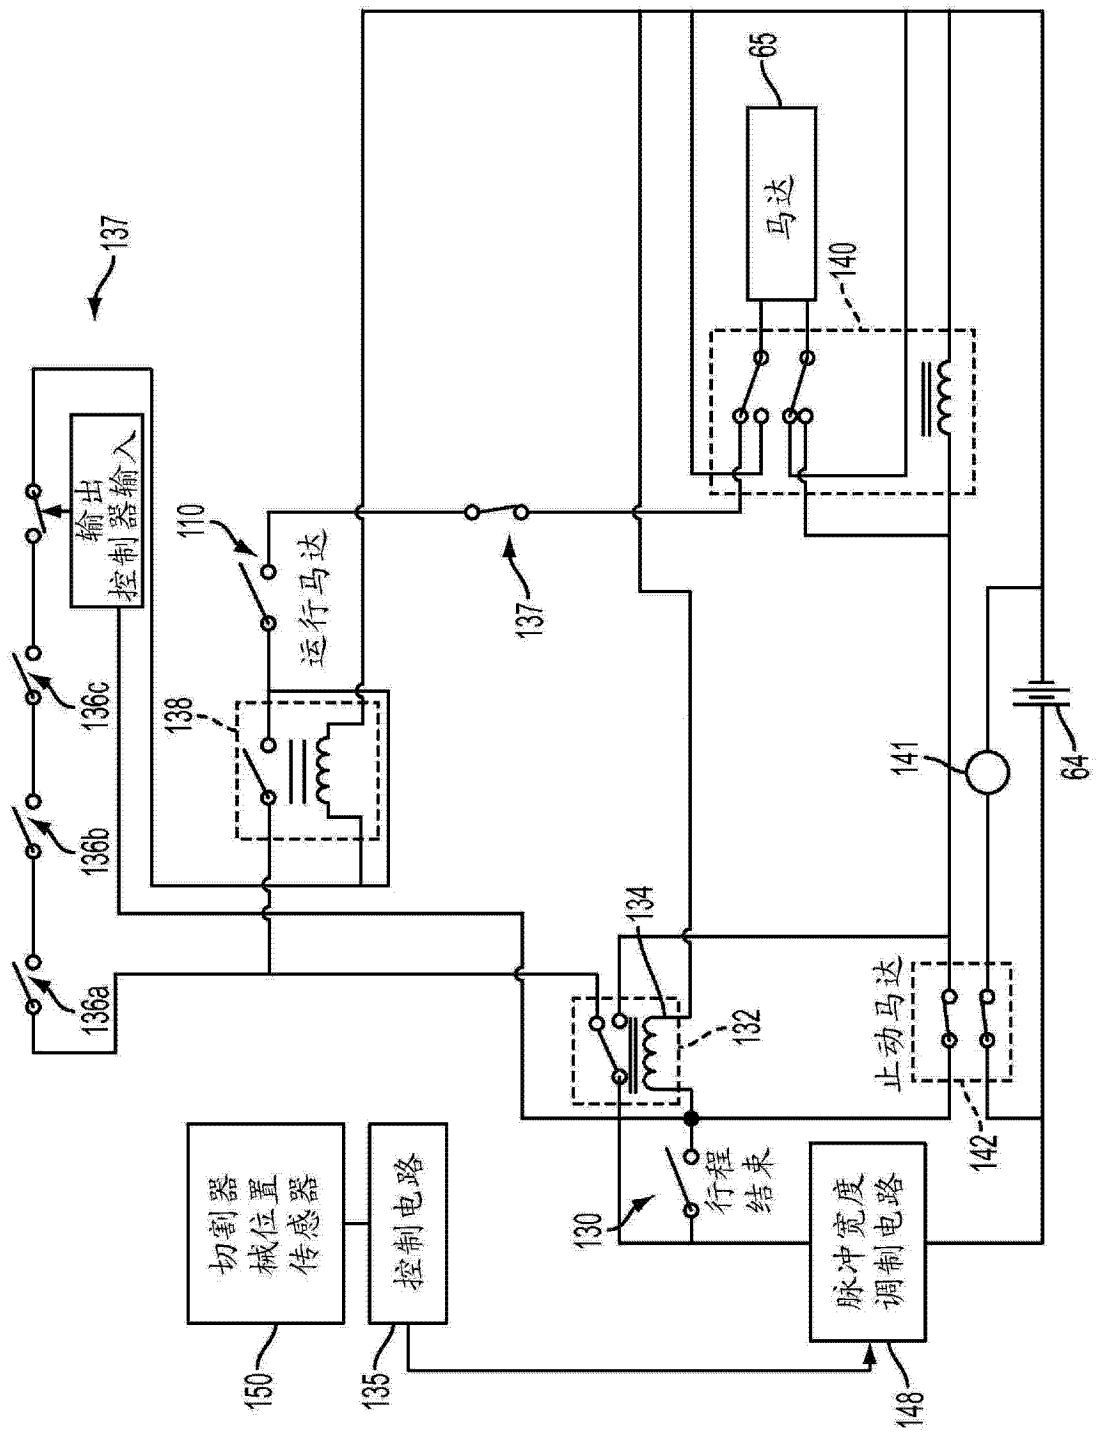 136a
136b
136c
输出
控制器输入
137
切割器
械位置
传感器
150
138
110
运行马达
控制电路
135
137
130
行程
结束
134
132
65
马达
140
脉冲宽度
调制电路
148
止动马达
142
141
64